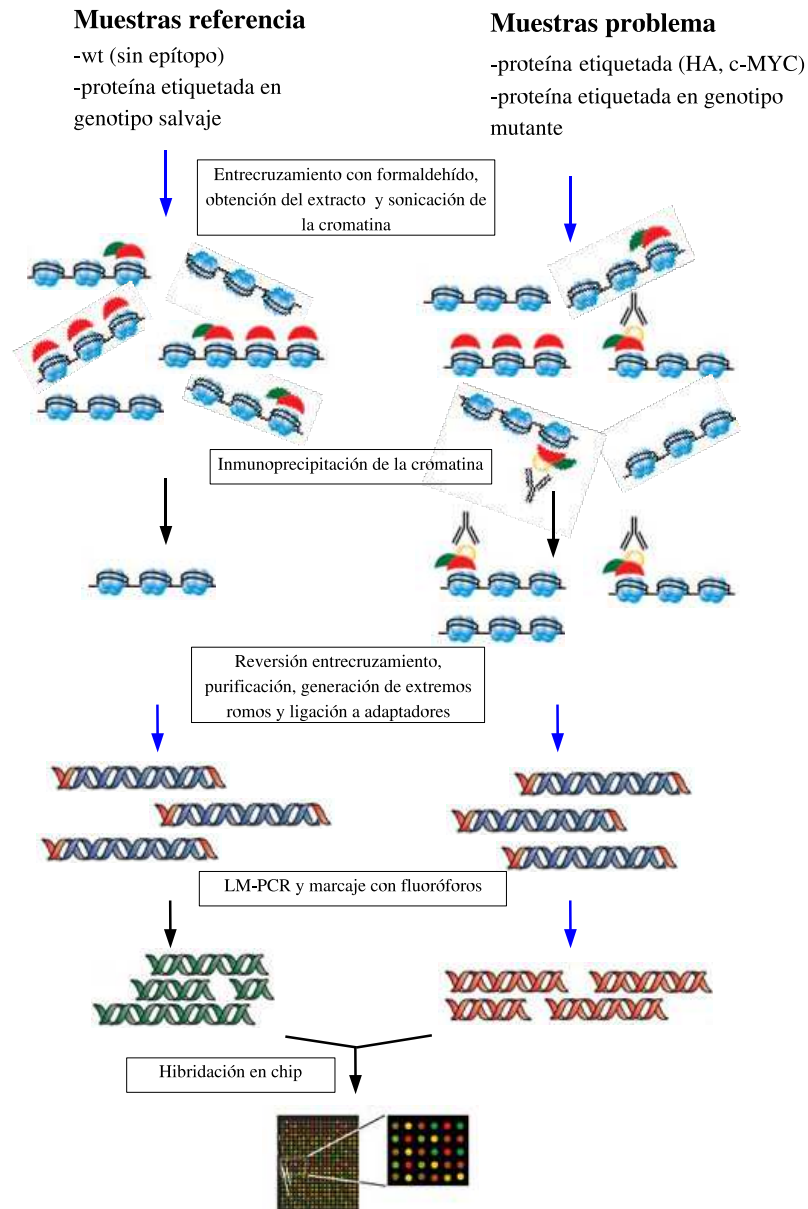 Muestras referencia
-wt (sin epítopo)
-proteína etiquetada en
genotipo salvaje
Muestras problema
-proteína etiquetada (HA, c-MYC)
-proteína etiquetada en genotipo
mutante
Entrecruzamiento con formaldehído,
obtención del extracto y sonicación de
la cromatina
Inmunoprecipitación de la cromatina
Reversión entrecruzamiento,
purificación, generación de extremos
romos y ligación a adaptadores
LM-PCR y marcaje con fluoróforos
Hibridación en chip